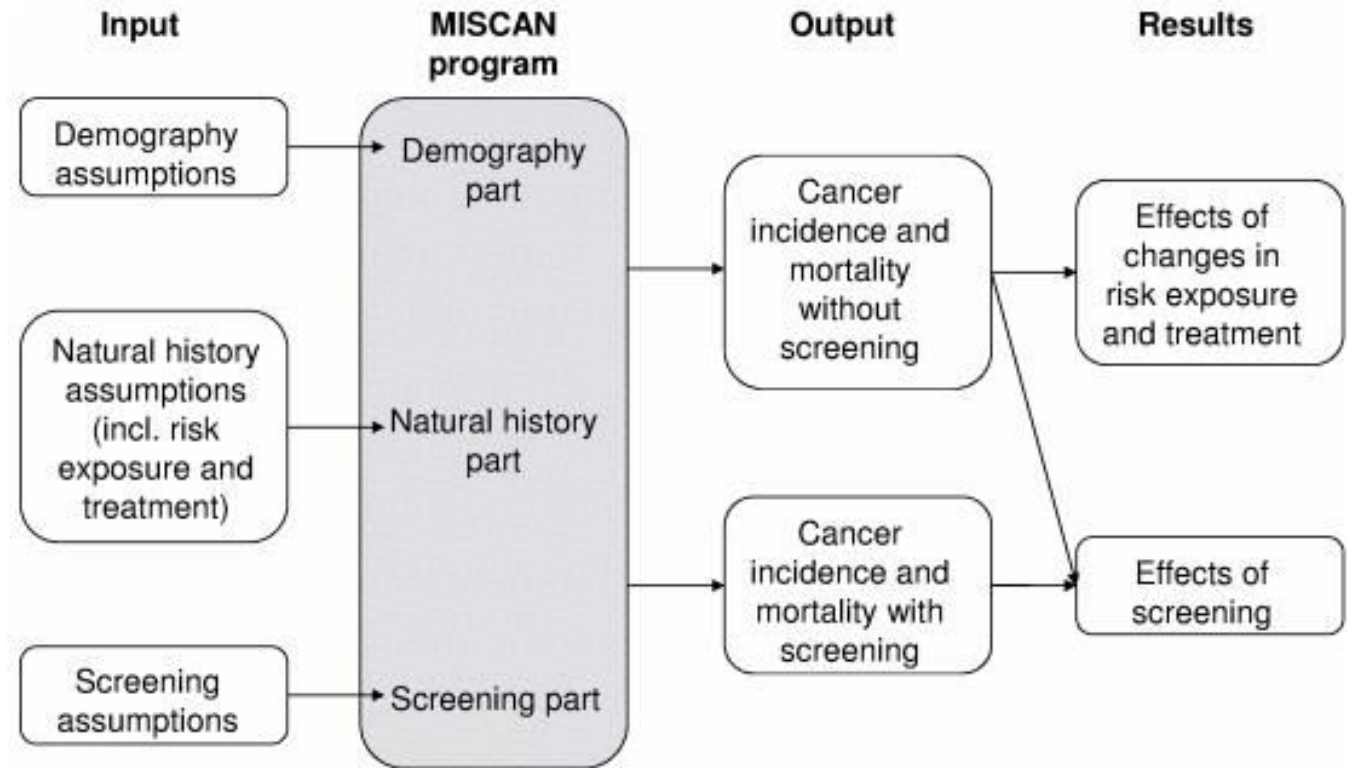 Input
MISCAN
program
Output
Results
Demography
assumptions
Natural history
assumptions
(incl. risk
exposure and
treatment)
Screening
assumptions
Demography
part
Natural history
part
Screening part
Cancer
incidence and
mortality
without
screening
Cancer
incidence and
mortality with
screening
Effects of
changes in
risk exposure
and treatment
Effects of
screening